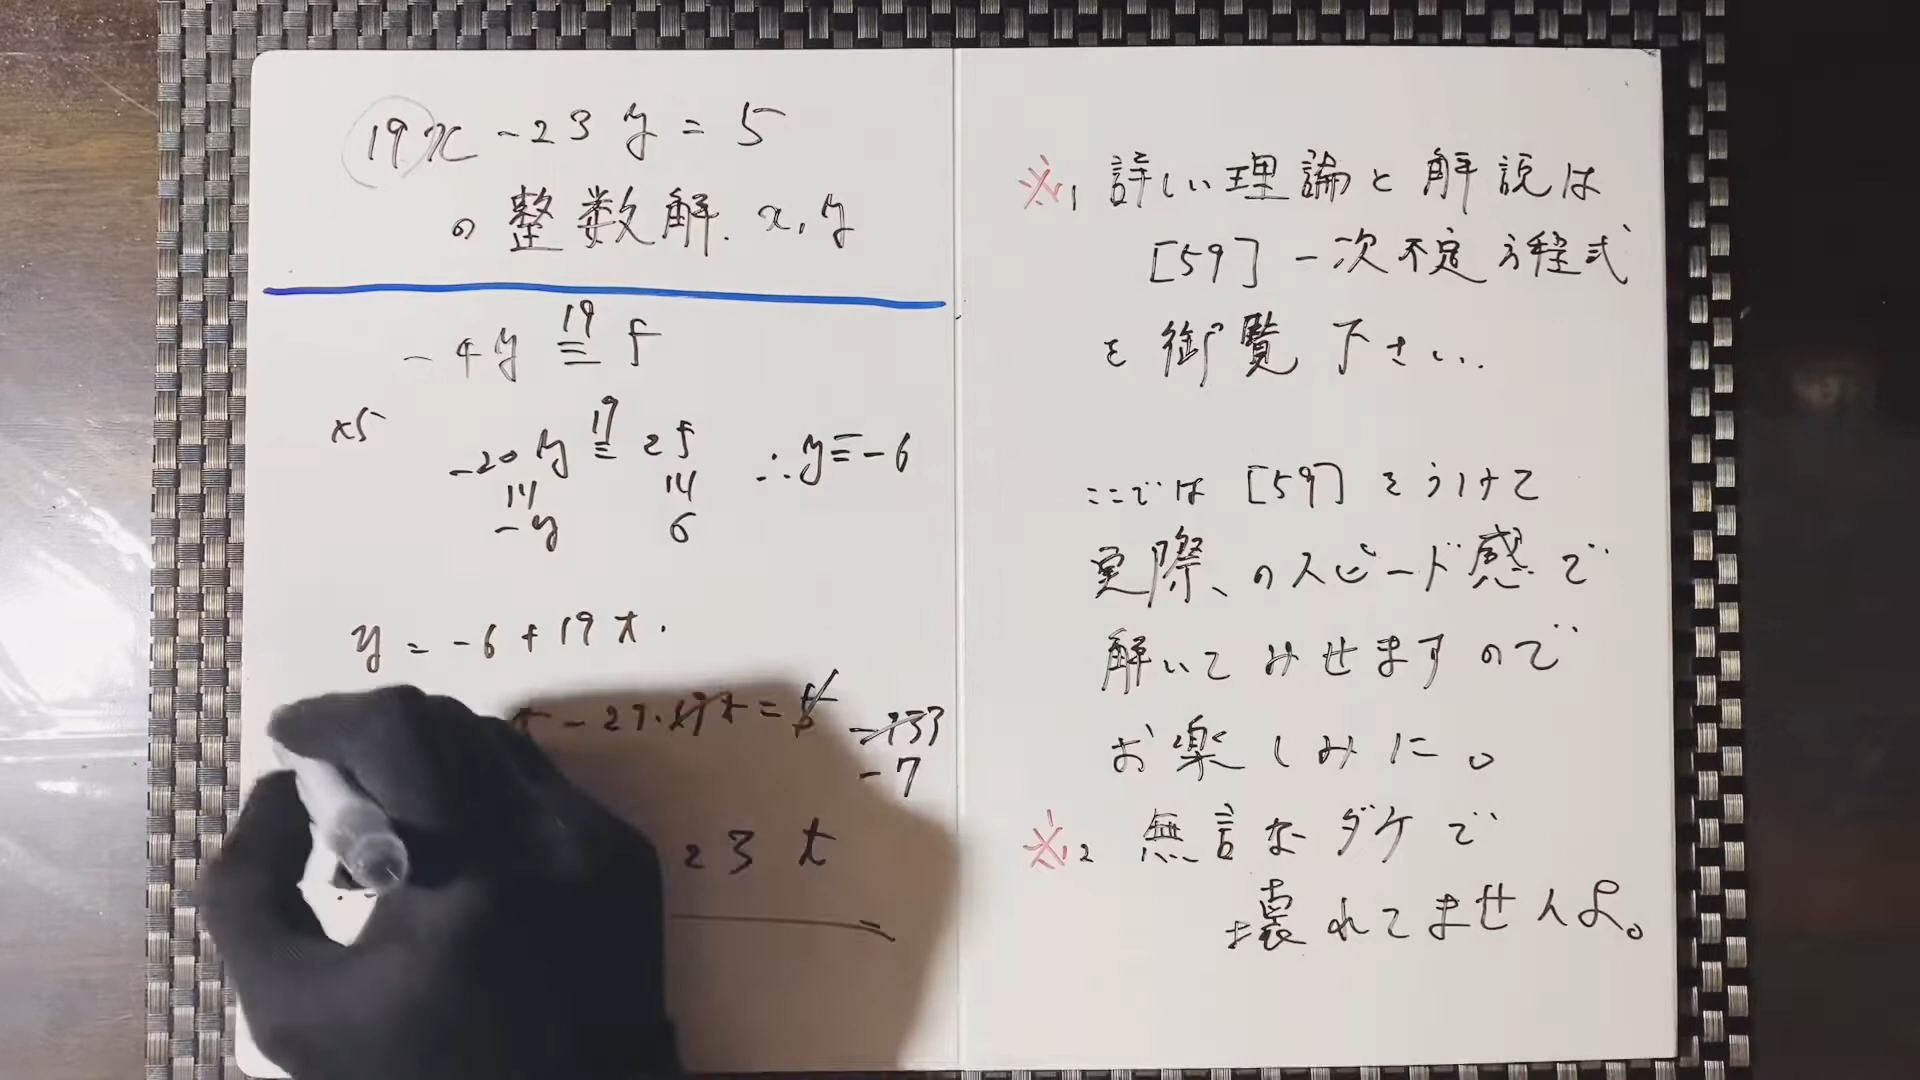 19x - 23y = 5
の整数解. x, y
-4y ≡ 5
19
×5
-20y ≡ 25 ∴ y ≡ -6
19
-y 6
y = -6 + 19t.
-7
23t
※1 詳しい理論と解説は
[59] 一次不定方程式
を御覧下さい.
ここでは [59] をうけて
実際のスピード感で
解いてみせますので
お楽しみに。
※2 無言なダケで
壊れてませんよ。